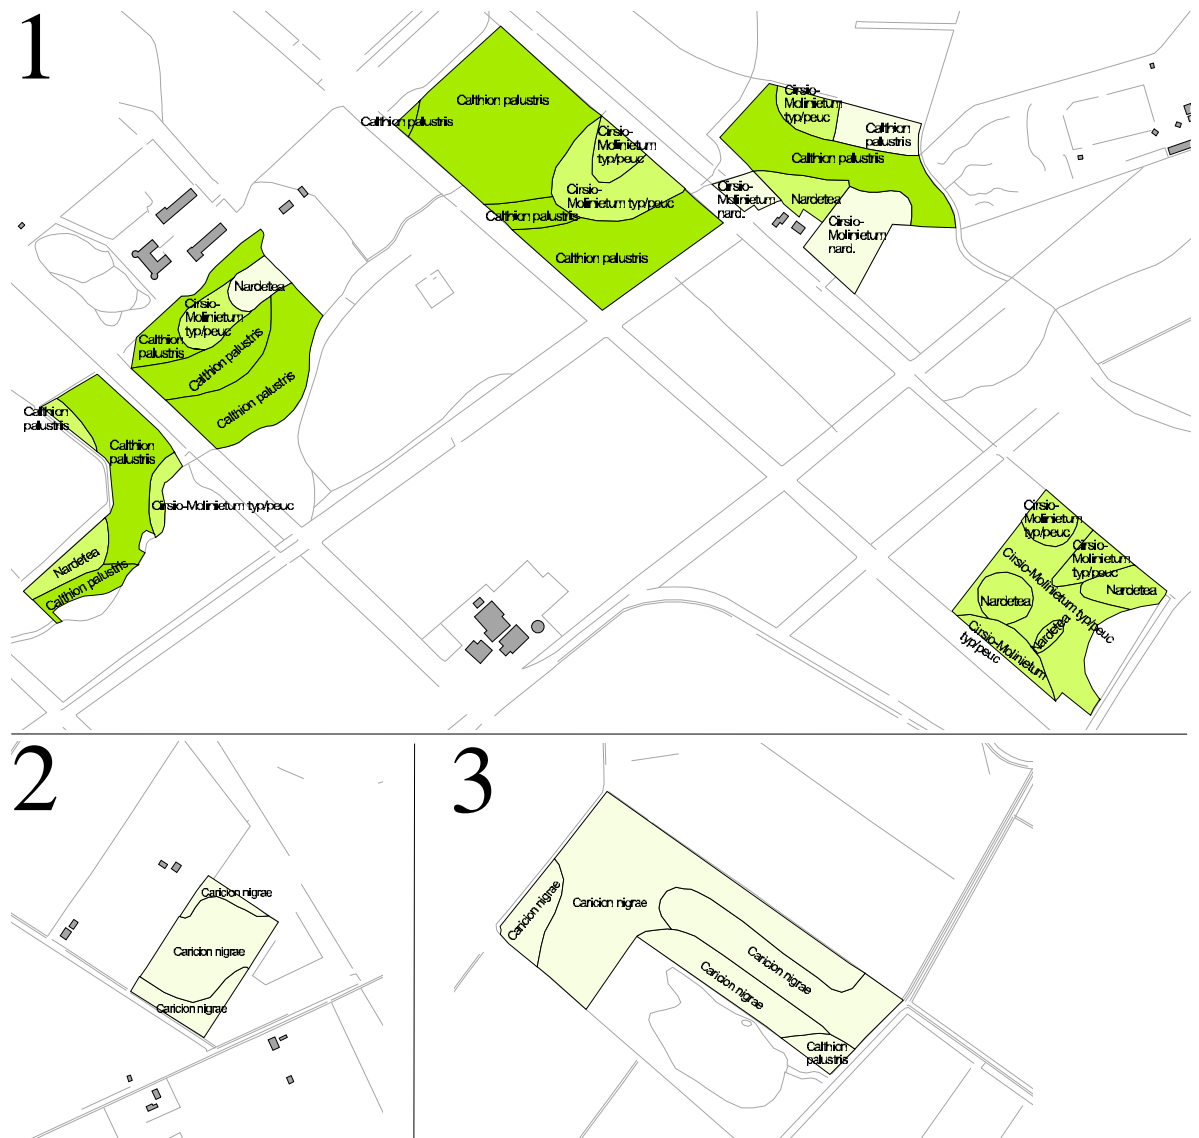 1
Calthion palustris
Calthion palustris
Cirsio-
Molinietum
typ/peuc
Cirsio-
Molinietum typ/peuc
Calthion palustris
Calthion palustris
Cirsio-
Molinietum
typ/peuc
Calthion
palustris
Calthion palustris
Cirsio-
Molinietum
nard.
Nardetea
Cirsio-
Molinietum
nard.
Nardetea
Cirsio-
Molinietum
typ/peuc
Calthion
palustris
Calthion palustris
Calthion palustris
Calthion
palustris
Calthion
palustris
Cirsio-Molinietum typ/peuc
Nardetea
Calthion palustris
Cirsio-
Molinietum
typ/peuc
Cirsio-
Molinietum
typ/peuc
Cirsio-Molinietum typ/peuc
Nardetea
Nardetea
Nardetea
Cirsio-Molinietum
typ/peuc
2
Caricion nigrae
Caricion nigrae
Caricion nigrae
3
Caricion nigrae
Caricion nigrae
Caricion nigrae
Caricion nigrae
Calthion
palustris